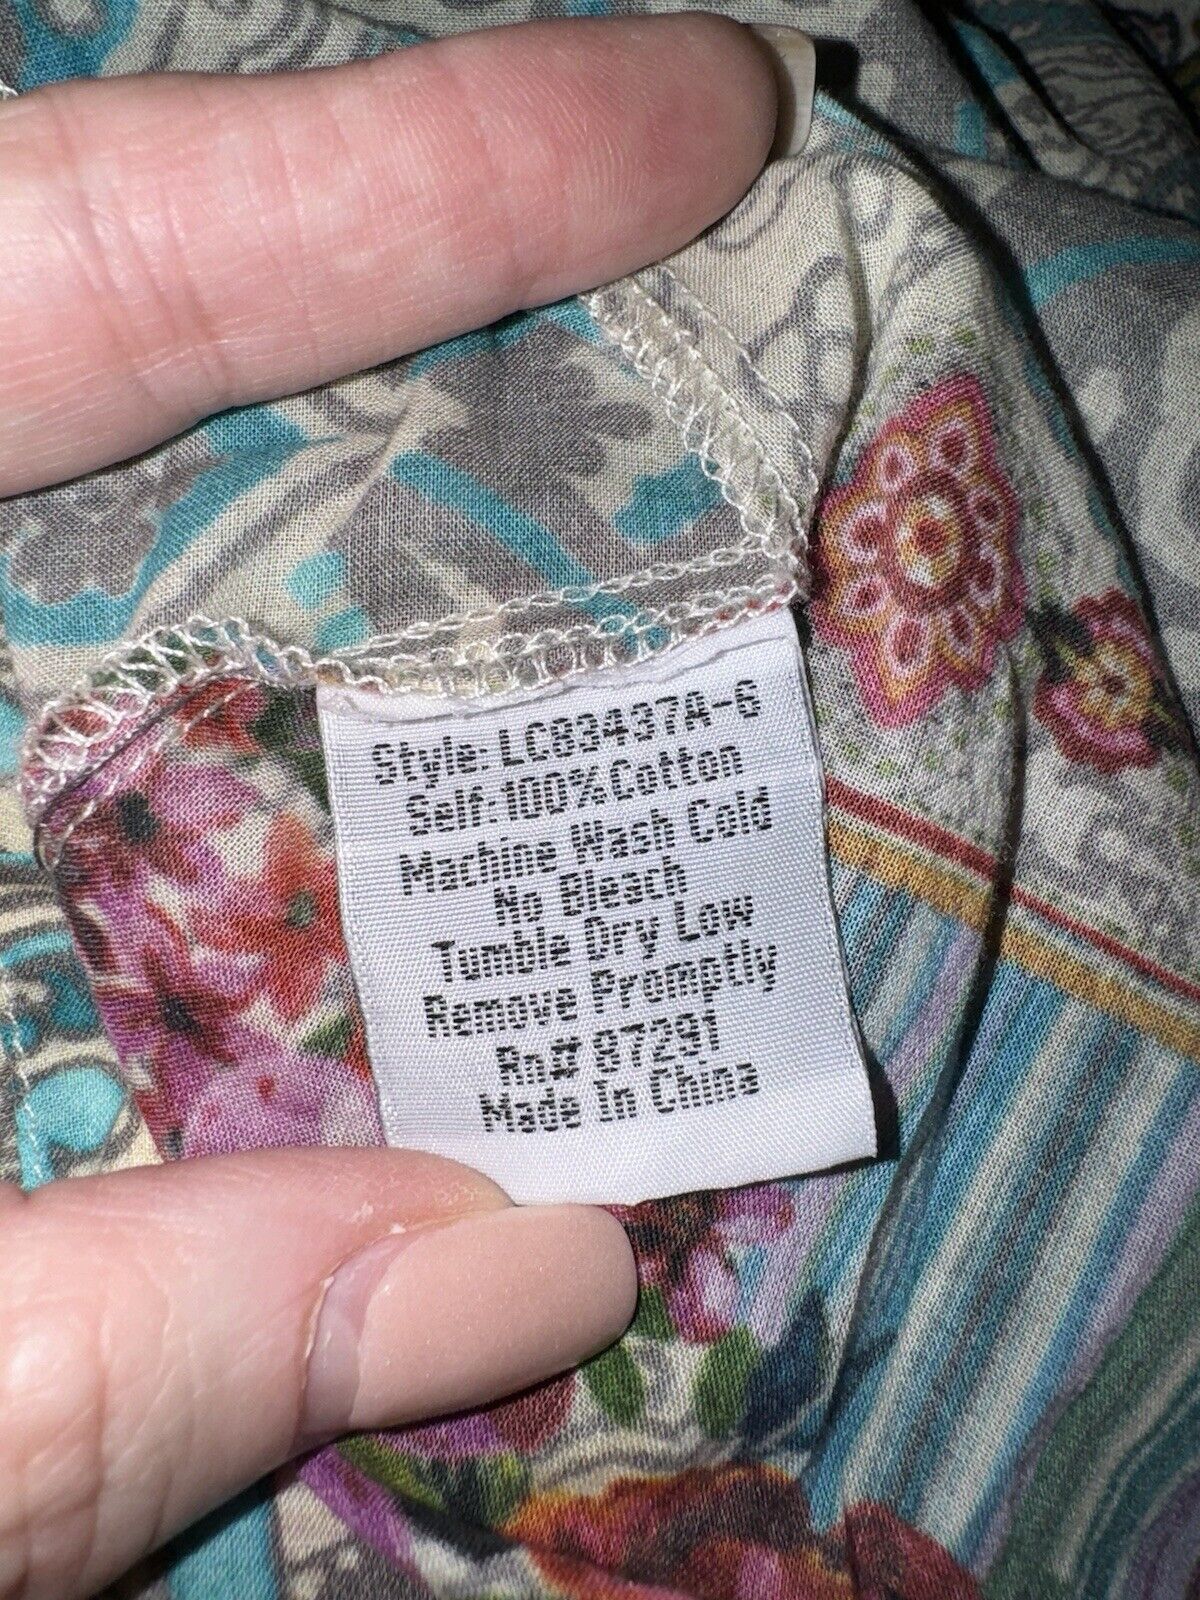 Style: LC83437A-6
Self:100%Cotton
Machine Wash Cold
No Bleach
Tumble Dry Low
Remove Promptly
Rn# 87291
Made In China